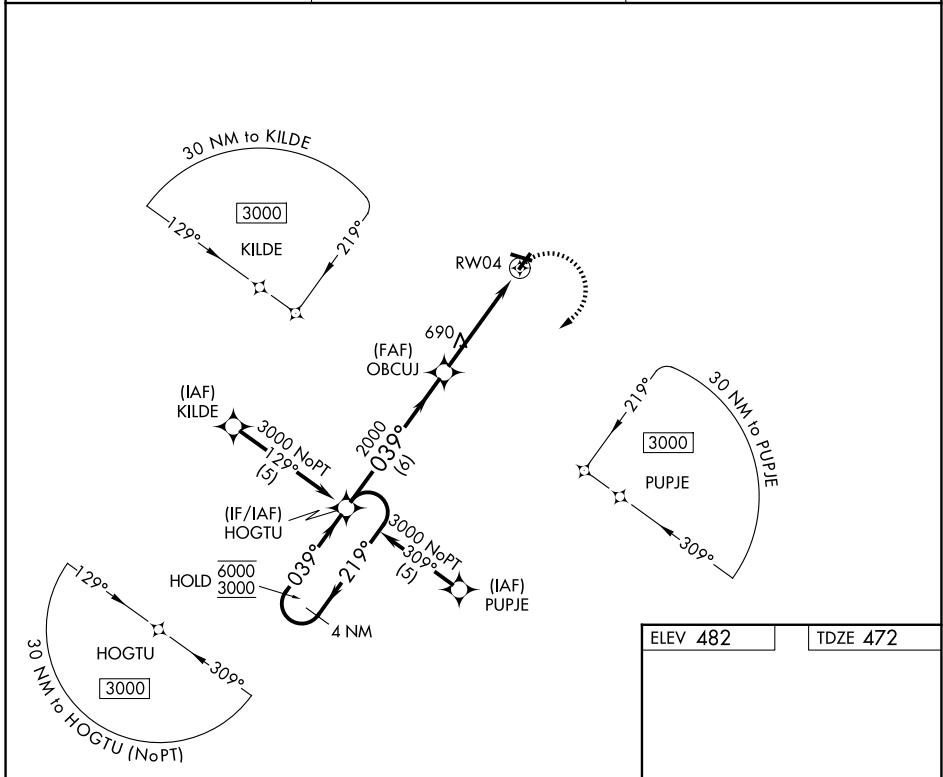 30 NM to KILDE
3000
129°
219°
KILDE
RW04
690
(FAF)
OBCUJ
(IAF)
KILDE
3000 NoPT
129°
(5)
2000
039°
(6)
30 NM to PUPJE
219°
3000
PUPJE
309°
(IF/IAF)
HOGTU
3000 NoPT
309°
(5)
(IAF)
PUPJE
039°
219°
HOLD
6000
3000
4 NM
129°
HOGTU
309°
3000
30 NM to HOGTU (NoPT)
ELEV 482
TDZE 472